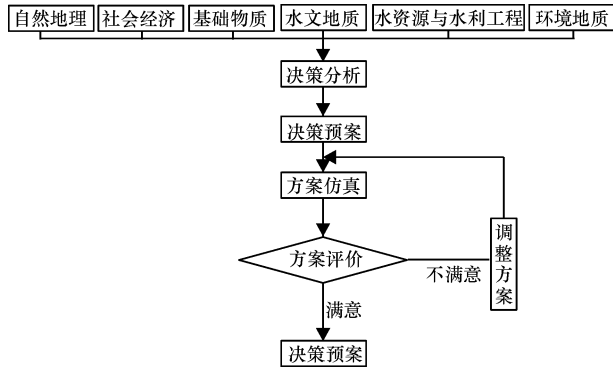 自然地理
社会经济
基础物质
水文地质
水资源与水利工程
环境地质
决策分析
决策预案
方案仿真
方案评价
不满意
调整方案
满意
决策预案